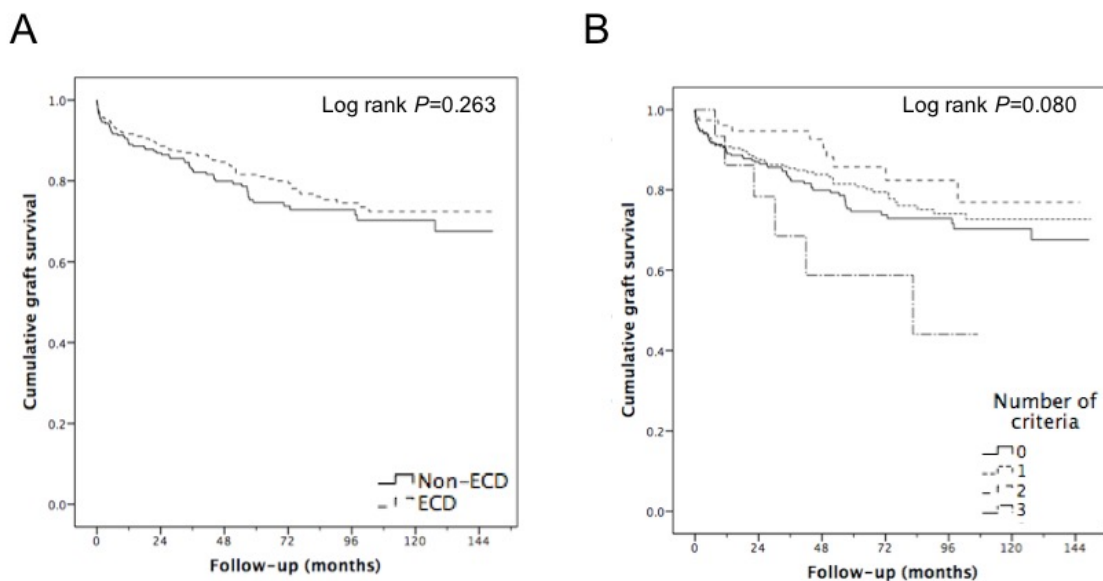 A
Log rank P=0.263
1.0
0.8
0.6
0.4
0.2
0.0
Cumulative graft survival
Non-ECD
ECD
0 24 48 72 96 120 144
Follow-up (months)
B
Log rank P=0.080
1.0
0.8
0.6
0.4
0.2
0.0
Cumulative graft survival
Number of
criteria
0
1
2
3
0 24 48 72 96 120 144
Follow-up (months)